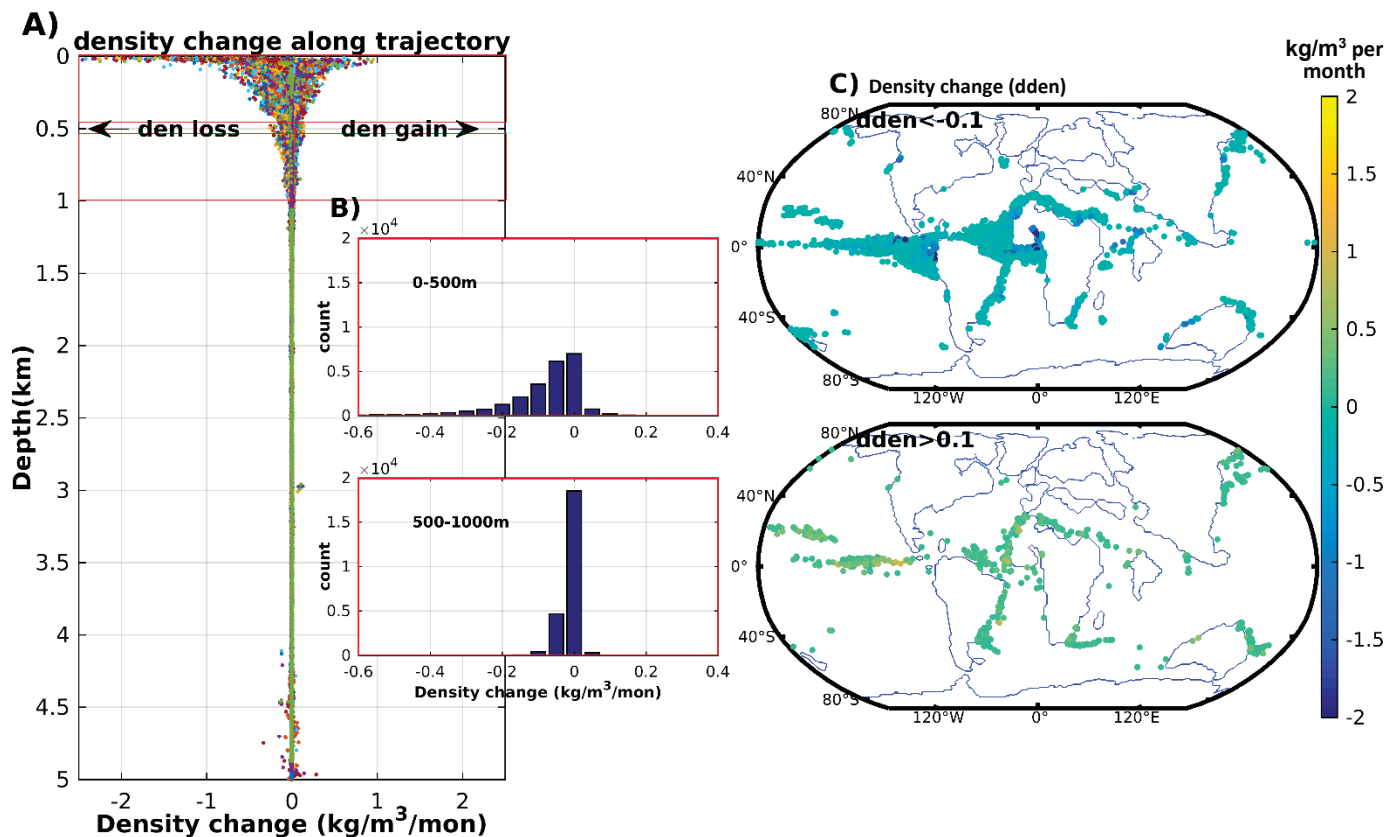 A)
density change along trajectory
den loss
den gain
0
0.5
1
1.5
2
2.5
3
3.5
4
4.5
5
Depth(km)
-2
-1
0
1
2
Density change (kg/m³/mon)
B)
×10⁴
2
1.5
1
0.5
0
count
0-500m
-0.6
-0.4
-0.2
0
0.2
0.4
×10⁴
2
1.5
1
0.5
0
count
500-1000m
-0.6
-0.4
-0.2
0
0.2
0.4
Density change (kg/m³/mon)
C) Density change (dden)
dden<-0.1
80°N
40°N
0°
40°S
80°S
120°W
0°
120°E
dden>0.1
80°N
40°N
0°
40°S
80°S
120°W
0°
120°E
kg/m³ per
month
2
1.5
1
0.5
0
-0.5
-1
-1.5
-2